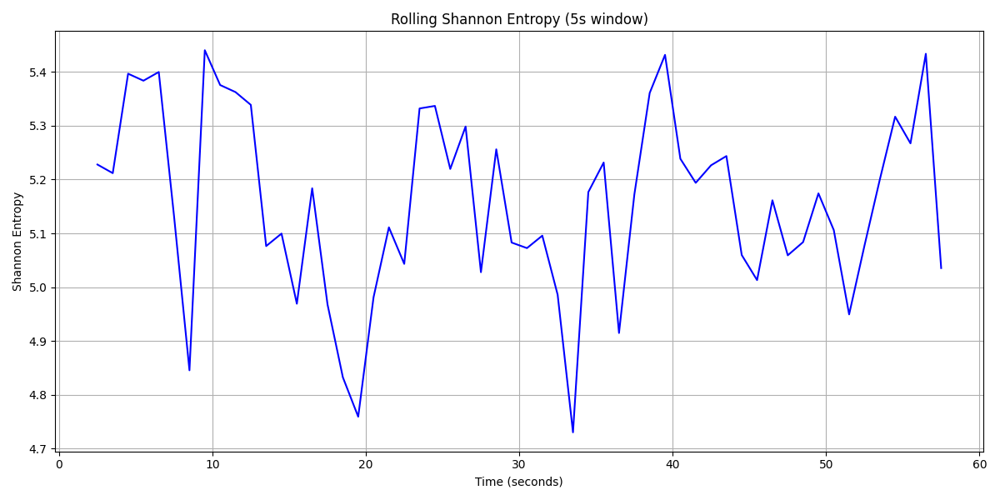 Rolling Shannon Entropy (5s window)
Shannon Entropy
5.4
5.3
5.2
5.1
5.0
4.9
4.8
4.7
0 10 20 30 40 50 60
Time (seconds)